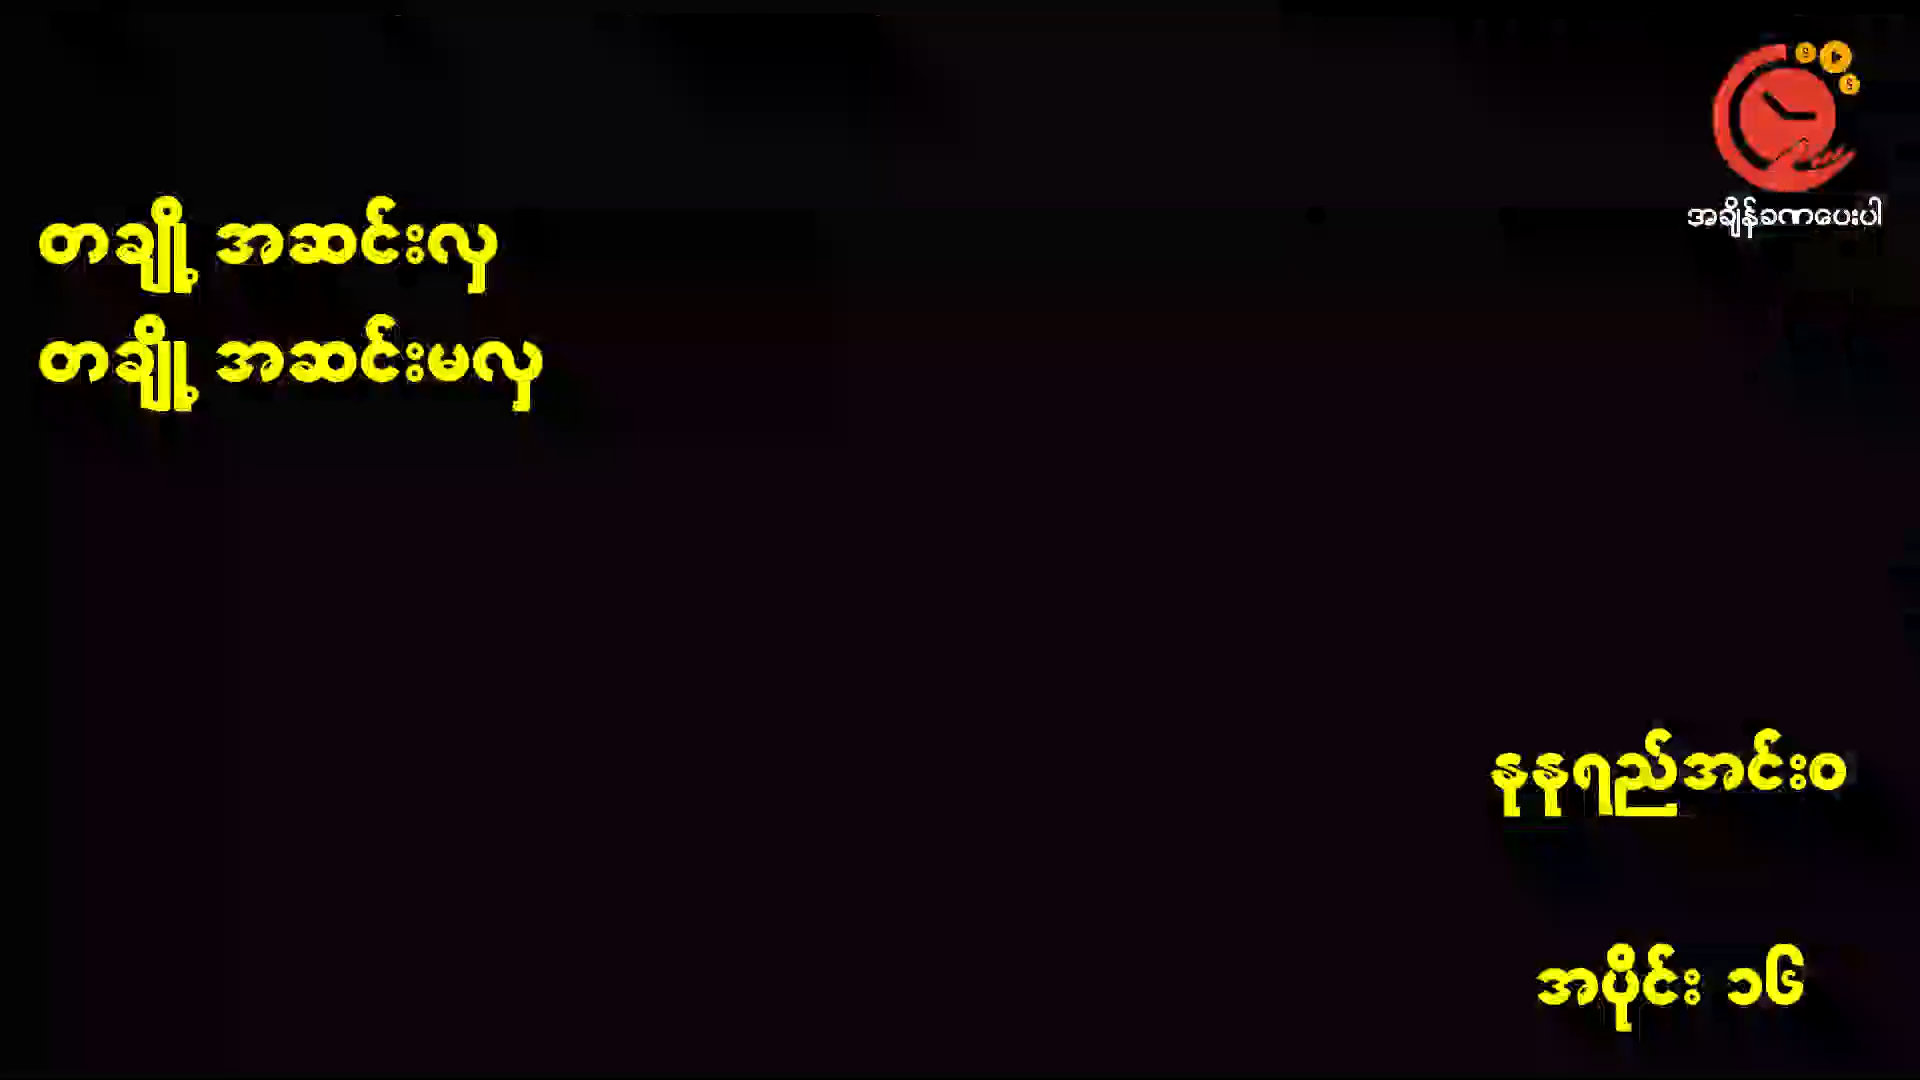 အချိန်ခဏပေးပါ
တချို့ အဆင်းလှ
တချို့ အဆင်းမလှ
နုနုရည်အင်းဝ
အပိုင်း ၁၆